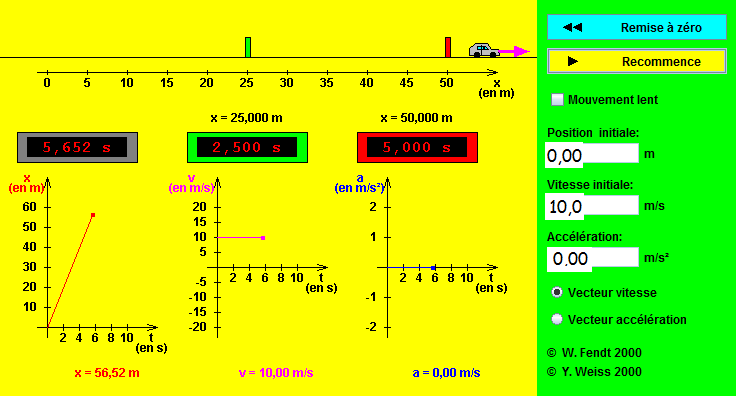 0 5 10 15 20 25 30 35 40 45 50 x
(en m)
x = 25,000 m x = 50,000 m
5,652 s 2,500 s 5,000 s
x
(en m)
60
50
40
30
20
10
2 4 6 8 10 t
(en s)
v
(en m/s)
20
15
10
5
2 4 6 8 10 t
(en s)
-5
-10
-15
-20
a
(en m/s²)
2
1
2 4 6 8 10 t
(en s)
-1
-2
x = 56,52 m v = 10,00 m/s a = 0,00 m/s
Remise à zéro
Recommence
Mouvement lent
Position initiale:
0,00 m
Vitesse initiale:
10,0 m/s
Accélération:
0,00 m/s²
Vecteur vitesse
Vecteur accélération
© W. Fendt 2000
© Y. Weiss 2000